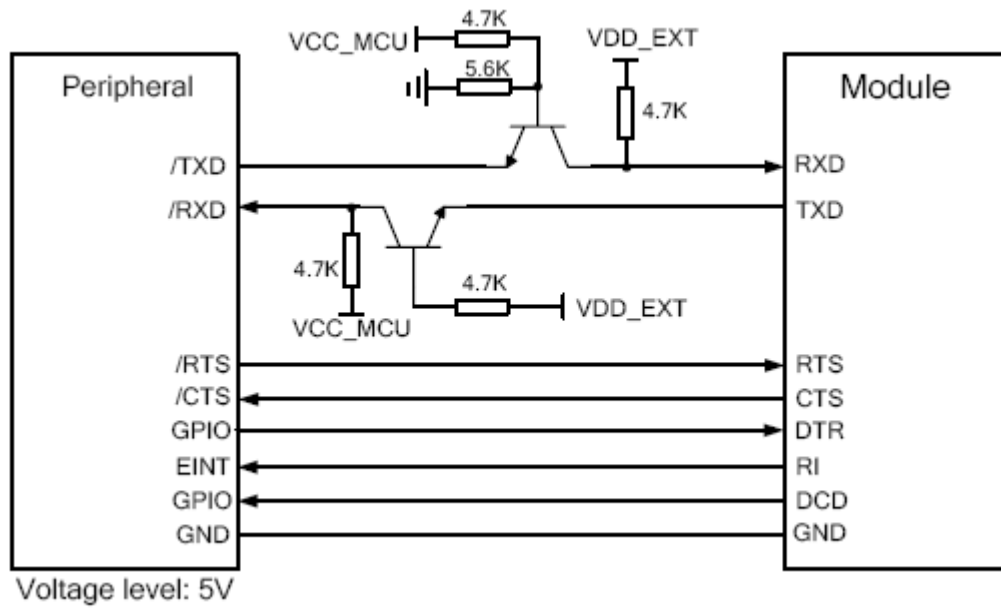 4.7K
VCC_MCU
VDD_EXT
5.6K
Peripheral
Module
4.7K
/TXD
RXD
/RXD
TXD
4.7K
4.7K
VDD_EXT
VCC_MCU
/RTS
RTS
/CTS
CTS
GPIO
DTR
EINT
RI
GPIO
DCD
GND
GND
Voltage level: 5V